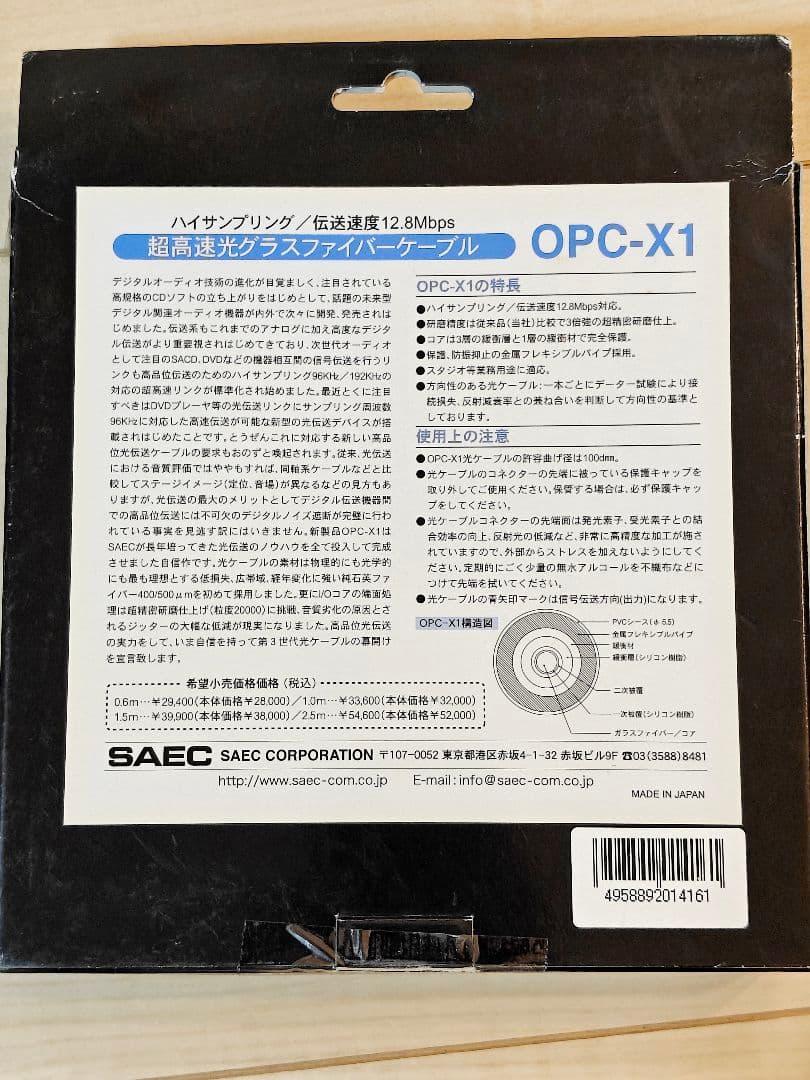 ハイサンプリング／伝送速度12.8Mbps
超高速光グラスファイバーケーブル
OPC-X1
デジタルオーディオ技術の進化が目覚ましく、注目されている
高規格のCDソフトの立ち上がりをはじめとして、話題の未来型
デジタル関連オーディオ機器が内外で次々に開発、発売されは
じめました。伝送系もこれまでのアナログに加え高度なデジタ
ル伝送がより重要視されはじめてきており、次世代オーディオ
として注目のSACD、DVDなどの機器相互間の信号伝送を行うリ
ンクも高品位伝送のためのハイサンプリング96KHz／192KHzの
対応の超高速リンクが標準化され始めました。最近とくに注目
すべきはDVDプレーヤ等の光伝送リンクにサンプリング周波数
96KHzに対応した高速伝送が可能な新型の光伝送デバイスが搭
載されはじめたことです。とうぜんこれに対応する新しい高品
位光伝送ケーブルの要求もおのずと喚起されます。従来、光伝送
における音質評価ではややもすれば、同軸系ケーブルなどと比
較してステージイメージ(定位、音場)が異なるなどの見方もあ
りますが、光伝送の最大のメリットとしてデジタル伝送機器間
での高品位伝送には不可欠のデジタルノイズ遮断が完璧に行わ
れている事実を見逃す訳にはいきません。新製品OPC-X1は
SAECが長年培ってきた光伝送のノウハウを全て投入して完成
させました自信作です。光ケーブルの素材は物理的にも光学的
にも最も理想とする低損失、広帯域、経年変化に強い純石英ファ
イバー400/500μmを初めて採用しました。更にI/Oコアの端面処
理は超精密研磨仕上げ(粒度20000)に挑戦、音質劣化の原因とさ
れるジッターの大幅な低減が現実になりました。高品位光伝送
の実力をして、いま自信を持って第3世代光ケーブルの幕開け
を宣言致します。
希望小売価格価格（税込）
0.6m…￥29,400(本体価格￥28,000)／1.0m…￥33,600(本体価格￥32,000)
1.5m…￥39,900(本体価格￥38,000)／2.5m…￥54,600(本体価格￥52,000)
OPC-X1の特長
●ハイサンプリング／伝送速度12.8Mbps対応。
●研磨精度は従来品(当社)比較で3倍強の超精密研磨仕上。
●コアは3層の緩衝層と1層の緩衝材で完全保護。
●保護、防振抑止の金属フレキシブルパイプ採用。
●スタジオ等業務用途に適応。
●方向性のある光ケーブル：一本ごとにデーター試験により接
続損失、反射減衰率との兼ね合いを判断して方向性の基準と
しております。
使用上の注意
●OPC-X1光ケーブルの許容曲げ径は100dmm。
●光ケーブルのコネクターの先端に被っている保護キャップを
取り外してご使用ください。保管する場合は、必ず保護キャッ
プをしてください。
●光ケーブルコネクターの先端面は発光素子、受光素子との結
合効率の向上、反射光の低減など、非常に高精度な加工が施さ
れていますので、外部からストレスを加えないようにしてくだ
さい。定期的にごく少量の無水アルコールを不織布などに
つけて先端を拭てください。
●光ケーブルの青矢印マークは信号伝送方向(出力)になります。
OPC-X1構造図
PVCシース(φ5.5)
金属フレキシブルパイプ
緩衝材
緩衝層(シリコン樹脂)
二次被覆
一次被覆(シリコン樹脂)
ガラスファイバー/コア
SAEC SAEC CORPORATION 〒107-0052 東京都港区赤坂4-1-32 赤坂ビル9F ☎03(3588)8481
http://www.saec-com.co.jp E-mail:info@saec-com.co.jp
MADE IN JAPAN
4958892014161